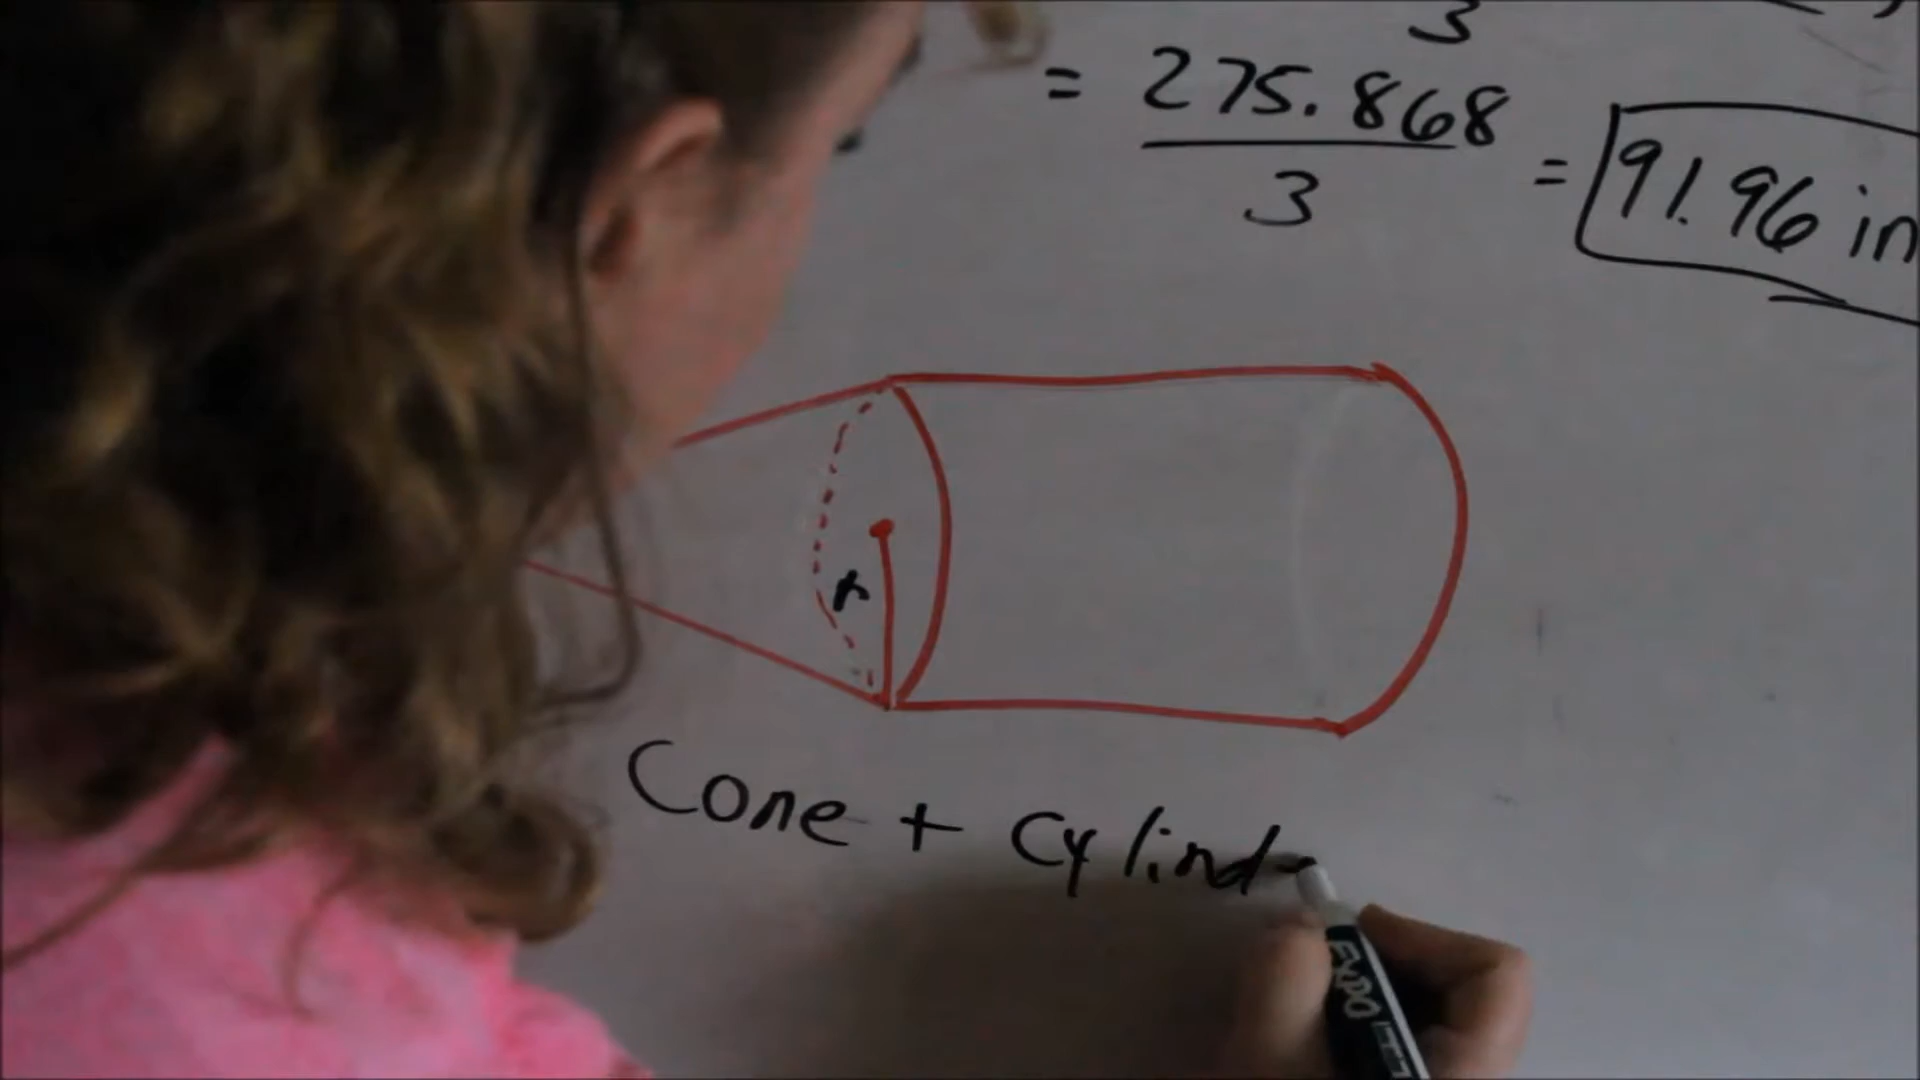 3
= 275.868
3
= 91.96 in
r
Cone + Cylind
EXPO